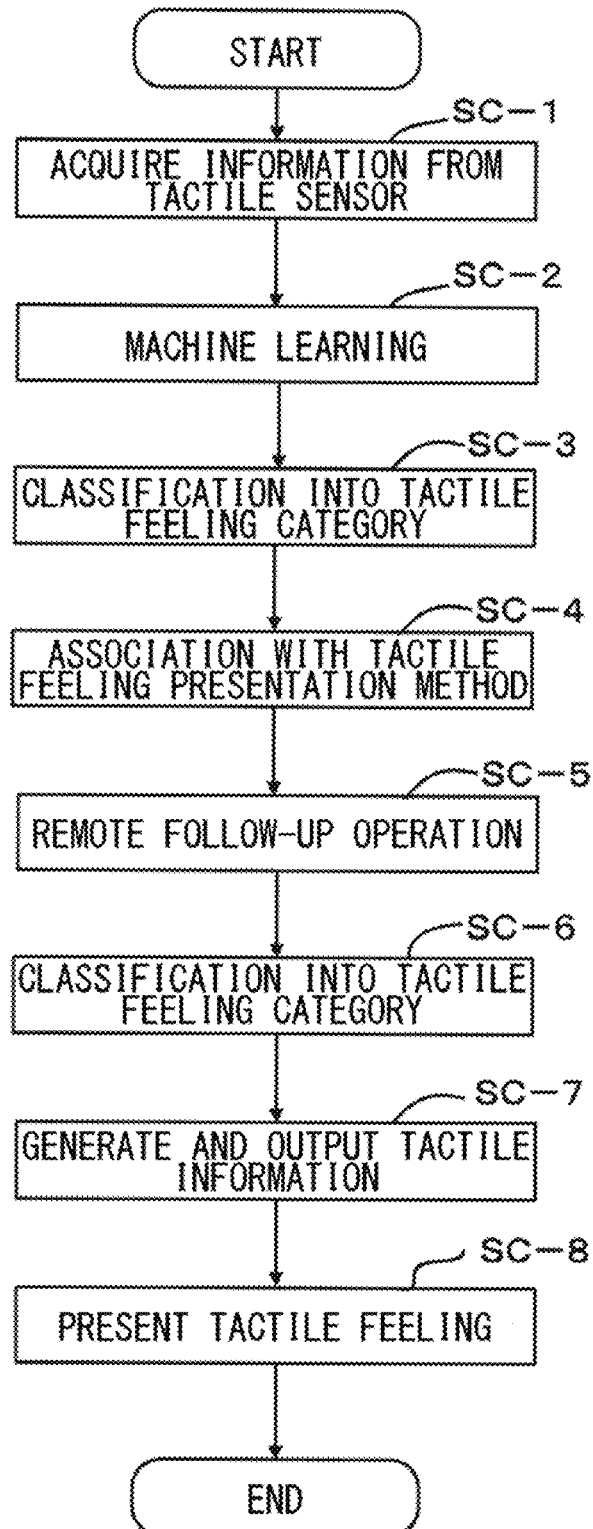 START
SC-1
ACQUIRE INFORMATION FROM
TACTILE SENSOR
SC-2
MACHINE LEARNING
SC-3
CLASSIFICATION INTO TACTILE
FEELING CATEGORY
SC-4
ASSOCIATION WITH TACTILE
FEELING PRESENTATION METHOD
SC-5
REMOTE FOLLOW-UP OPERATION
SC-6
CLASSIFICATION INTO TACTILE
FEELING CATEGORY
SC-7
GENERATE AND OUTPUT TACTILE
INFORMATION
SC-8
PRESENT TACTILE FEELING
END